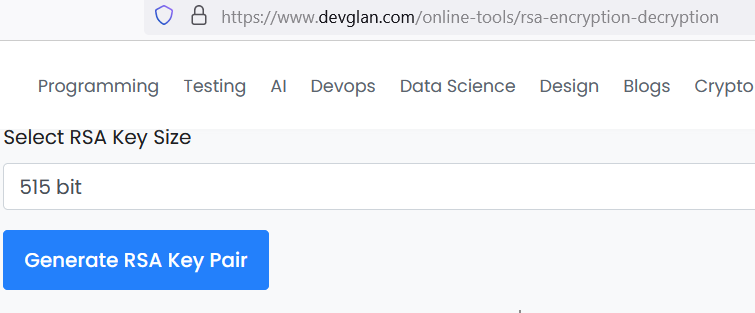 https://www.devglan.com/online-tools/rsa-encryption-decryption
Programming Testing AI Devops Data Science Design Blogs Crypto
Select RSA Key Size
515 bit
Generate RSA Key Pair